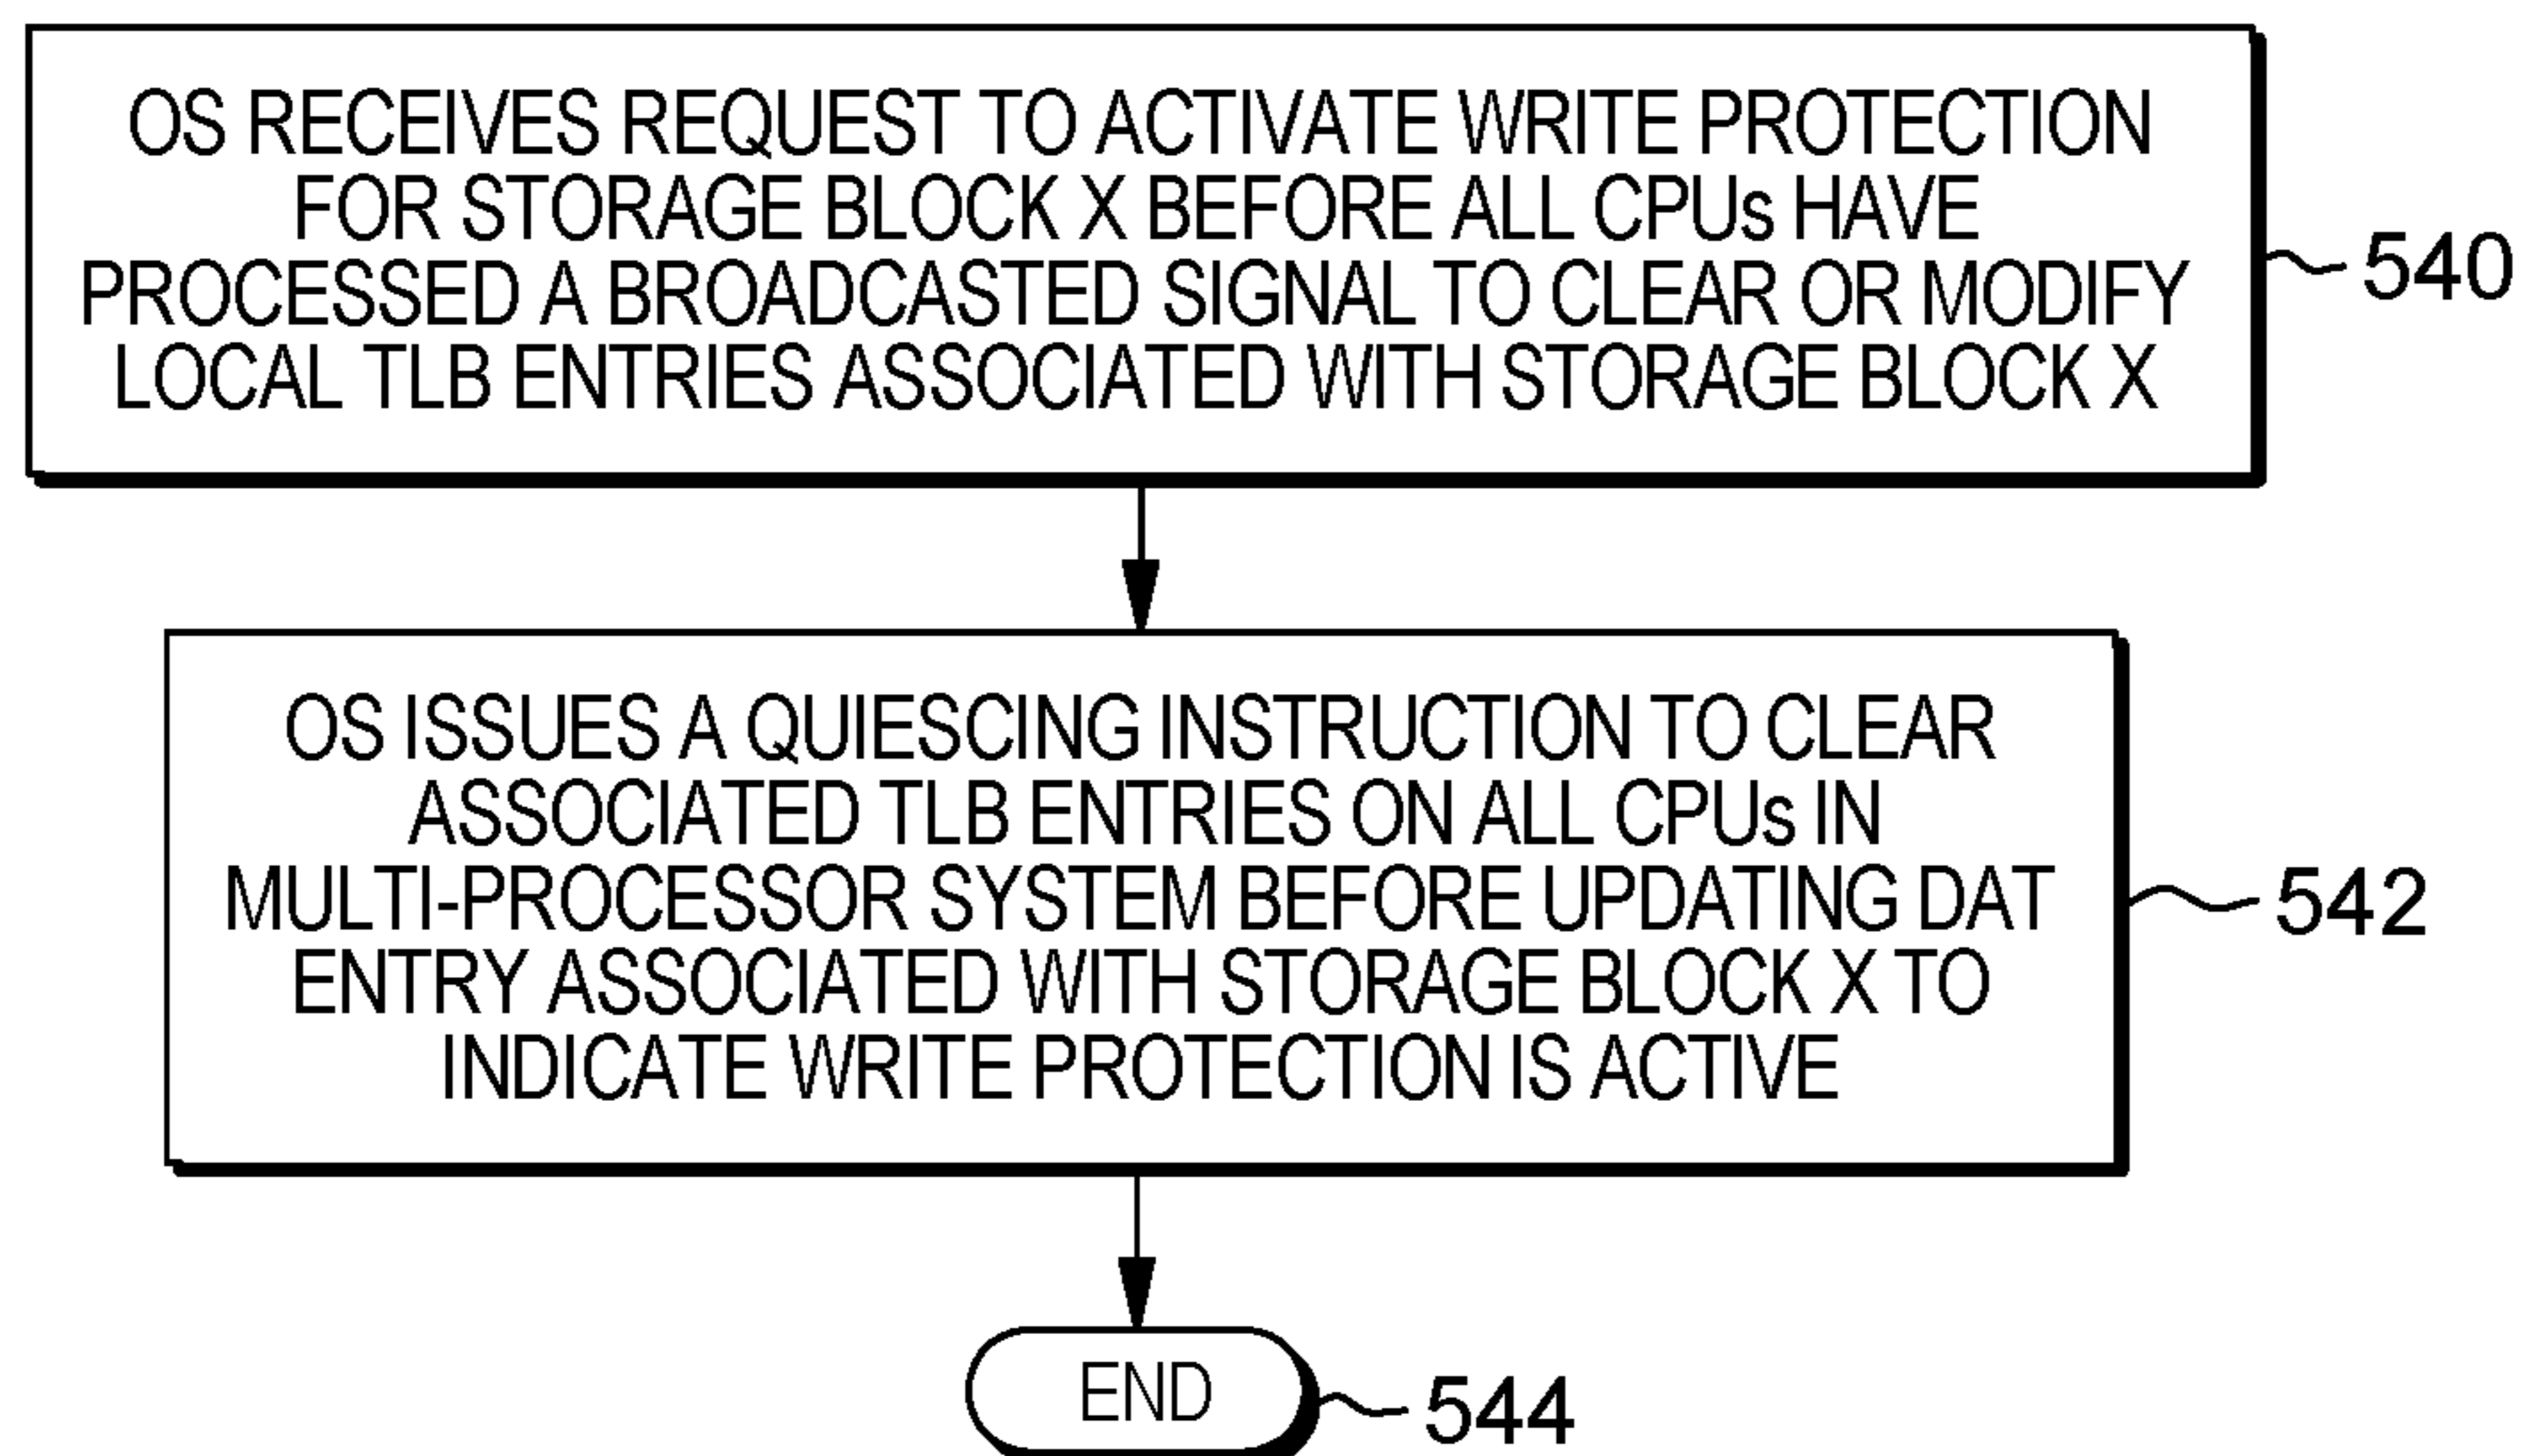 OS RECEIVES REQUEST TO ACTIVATE WRITE PROTECTION
FOR STORAGE BLOCK X BEFORE ALL CPUs HAVE
PROCESSED A BROADCASTED SIGNAL TO CLEAR OR MODIFY
LOCAL TLB ENTRIES ASSOCIATED WITH STORAGE BLOCK X
540
OS ISSUES A QUIESCING INSTRUCTION TO CLEAR
ASSOCIATED TLB ENTRIES ON ALL CPUs IN
MULTI-PROCESSOR SYSTEM BEFORE UPDATING DAT
ENTRY ASSOCIATED WITH STORAGE BLOCK X TO
INDICATE WRITE PROTECTION IS ACTIVE
542
END
544